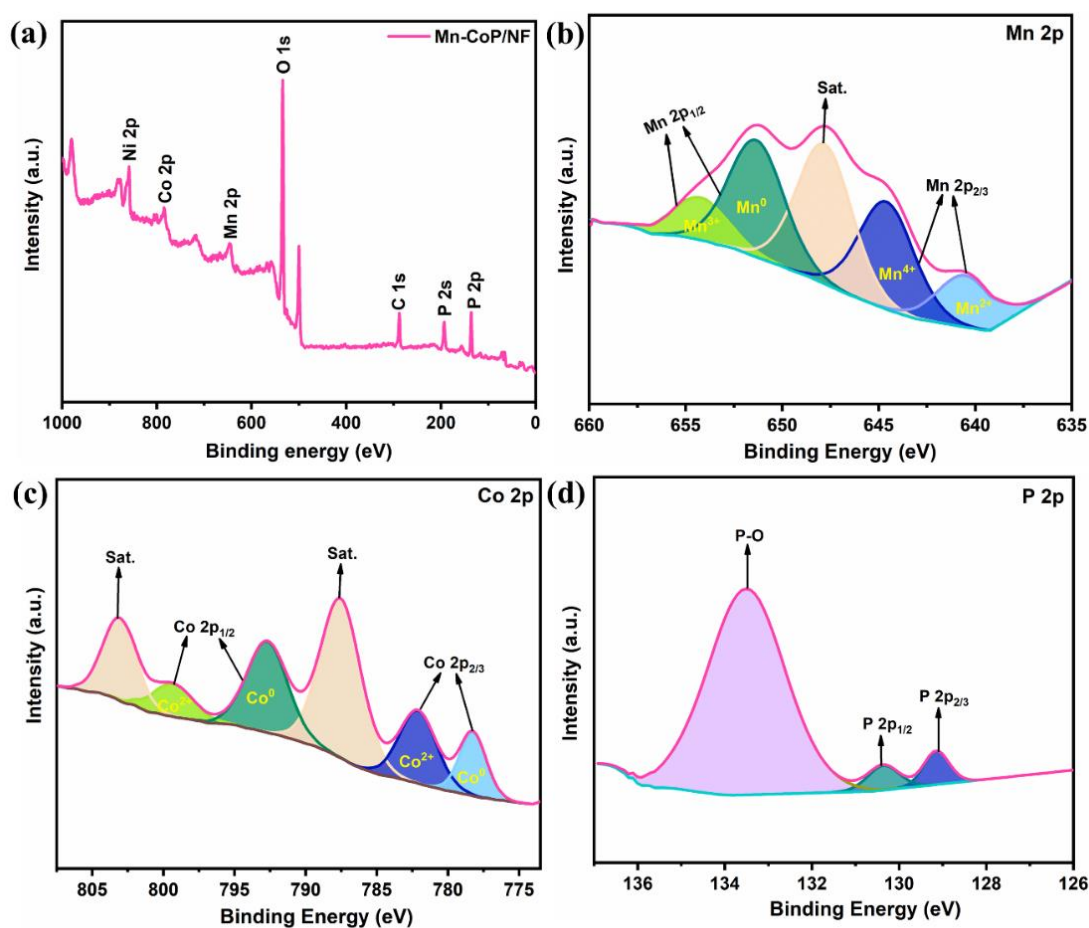 (a)
Mn-CoP/NF
Ni 2p
Co 2p
Mn 2p
O 1s
C 1s
P 2s
P 2p
Intensity (a.u.)
1000 800 600 400 200 0
Binding energy (eV)
(b)
Mn 2p
Mn 2p1/2
Sat.
Mn 2p2/3
Mn3+
Mn0
Mn4+
Mn2+
Intensity (a.u.)
660 655 650 645 640 635
Binding Energy (eV)
(c)
Co 2p
Sat.
Co 2p1/2
Sat.
Co 2p2/3
Co2+
Co0
Co2+
Co0
Intensity (a.u.)
805 800 795 790 785 780 775
Binding Energy (eV)
(d)
P 2p
P-O
P 2p1/2
P 2p2/3
Intensity (a.u.)
136 134 132 130 128 126
Binding Energy (eV)